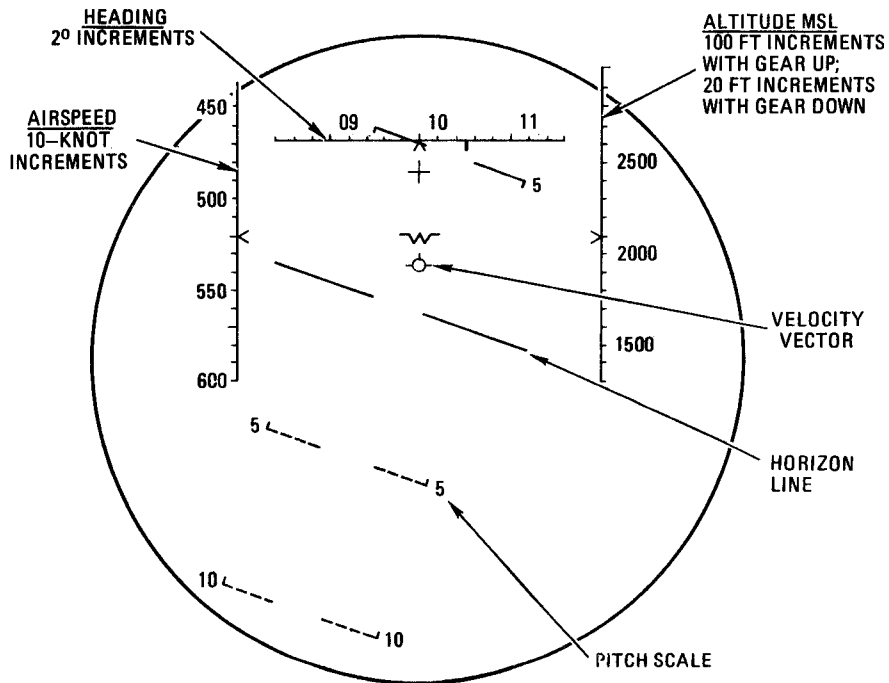 HEADING
2º INCREMENTS
ALTITUDE MSL
100 FT INCREMENTS
WITH GEAR UP;
20 FT INCREMENTS
WITH GEAR DOWN
AIRSPEED
10–KNOT
INCREMENTS
450
500
550
600
09 10 11
5
2500
2000
1500
VELOCITY
VECTOR
HORIZON
LINE
5
5
10
10
PITCH SCALE